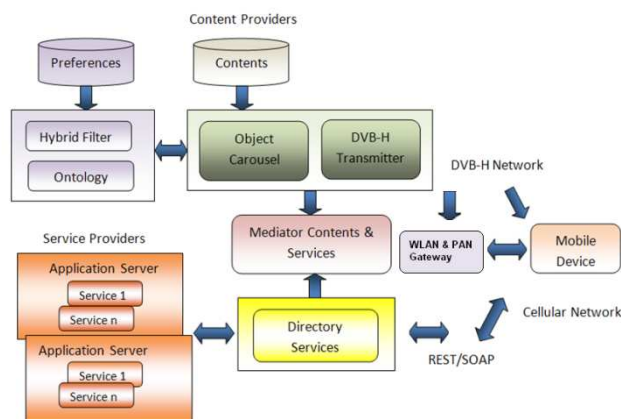 Content Providers
Preferences
Contents
Hybrid Filter
Ontology
Object
Carousel
DVB-H
Transmitter
DVB-H Network
Mediator Contents &
Services
WLAN & PAN
Gateway
Mobile
Device
Service Providers
Application Server
Service 1
Service n
Application Server
Service 1
Service n
Directory
Services
Cellular Network
REST/SOAP